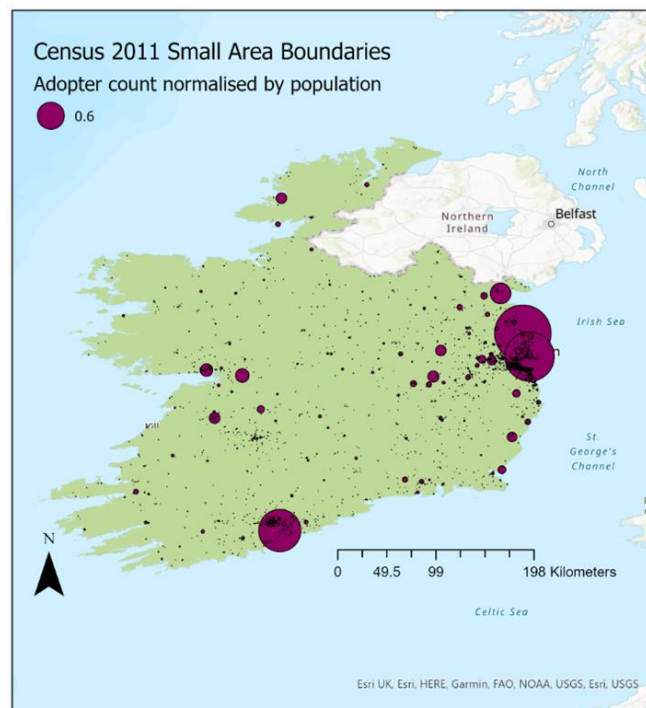 Census 2011 Small Area Boundaries
Adopter count normalised by population
0.6
North
Channel
Belfast
Northern
Ireland
Irish Sea
St.
George's
Channel
N
0 49.5 99 198 Kilometers
Celtic Sea
Esri UK, Esri, HERE, Garmin, FAO, NOAA, USGS, Esri, USGS